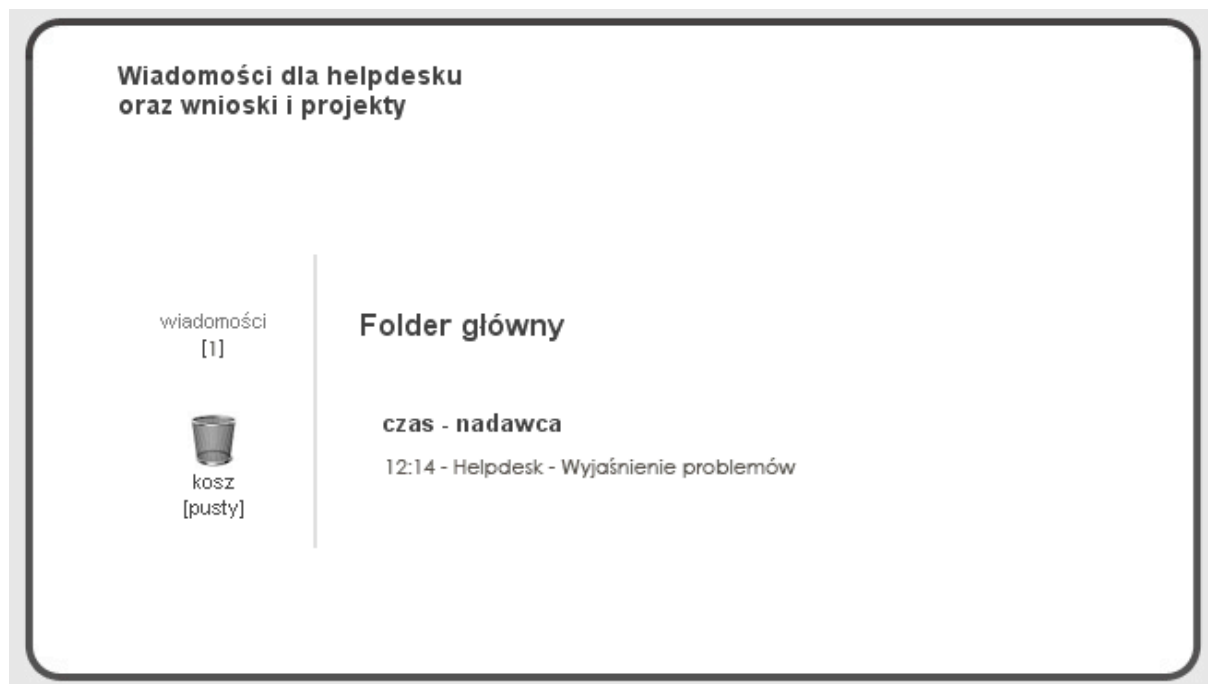 Wiadomości dla helpdesku
oraz wnioski i projekty
wiadomości
[1]
kosz
[pusty]
Folder główny
czas - nadawca
12:14 - Helpdesk - Wyjaśnienie problemów